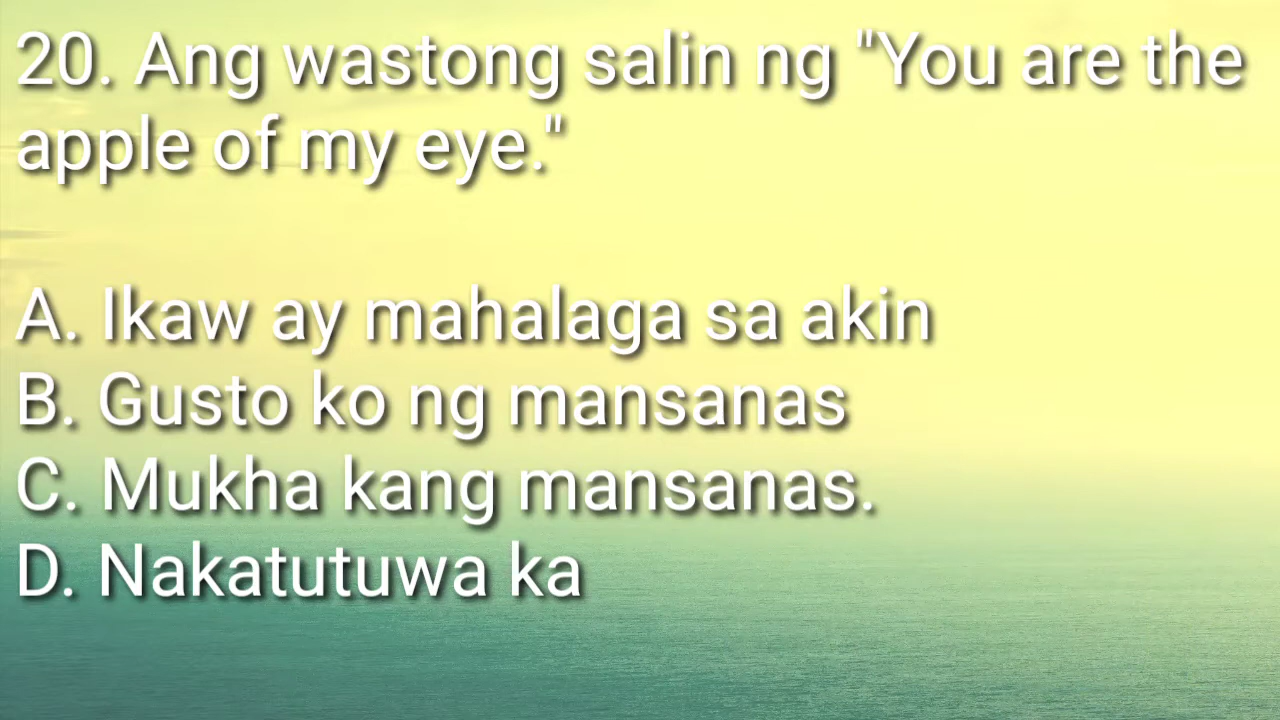 20. Ang wastong salin ng "You are the
apple of my eye."
A. Ikaw ay mahalaga sa akin
B. Gusto ko ng mansanas
C. Mukha kang mansanas.
D. Nakatutuwa ka